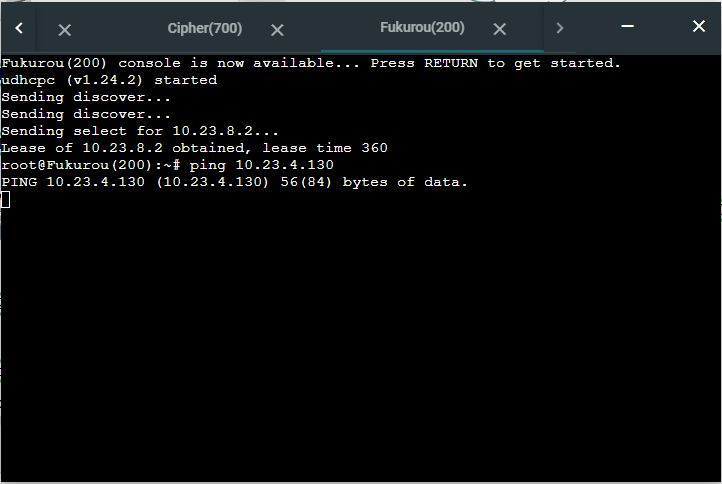 Cipher(700) Fukurou(200)
Fukurou(200) console is now available... Press RETURN to get started.
udhcpc (v1.24.2) started
Sending discover...
Sending discover...
Sending select for 10.23.8.2...
Lease of 10.23.8.2 obtained, lease time 360
root@Fukurou(200):~# ping 10.23.4.130
PING 10.23.4.130 (10.23.4.130) 56(84) bytes of data.